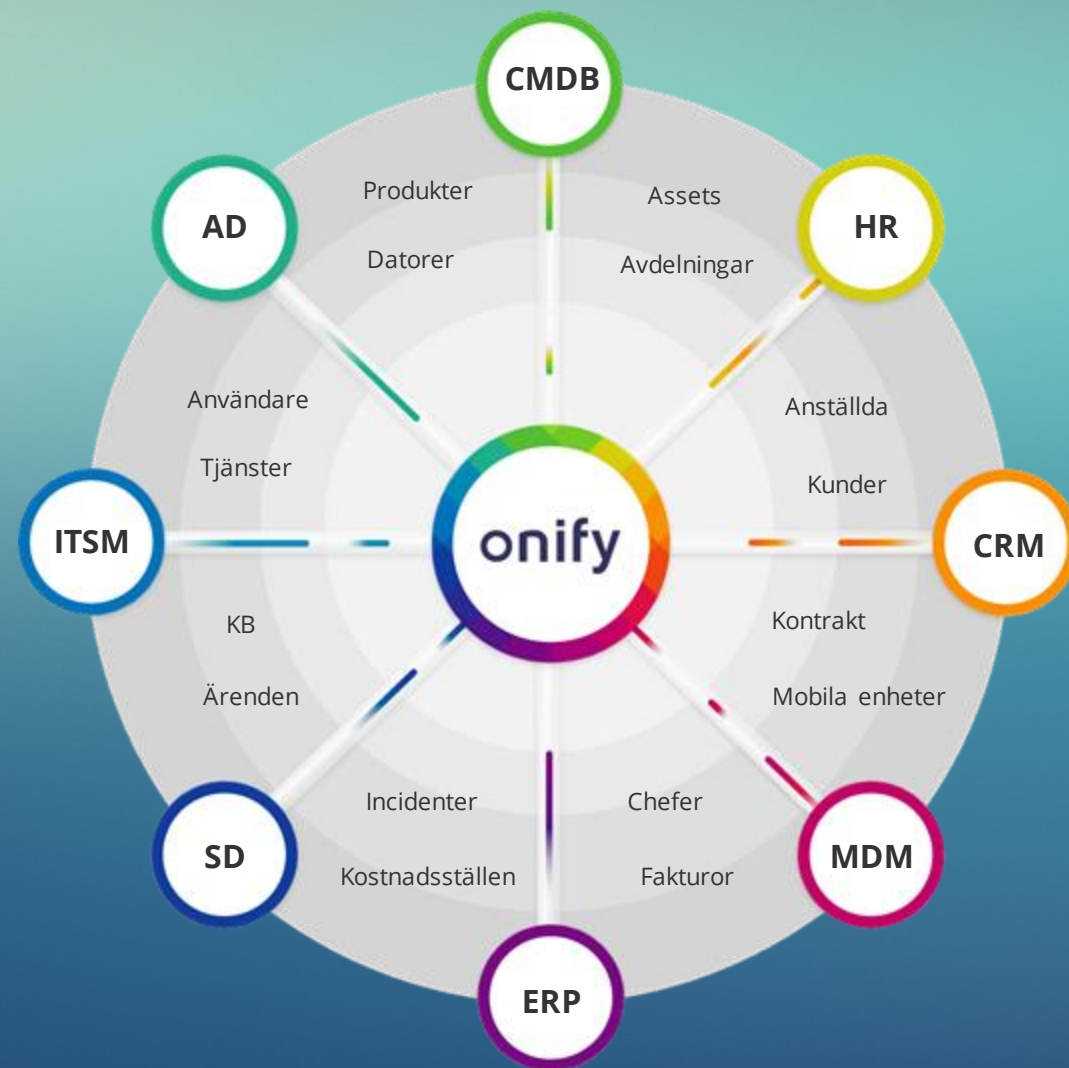 CMDB
Produkter
Assets
AD
HR
Datorer
Avdelningar
Användare
Anställda
Tjänster
Kunder
ITSM
onify
CRM
KB
Kontrakt
Ärenden
Mobila enheter
Incidenter
Chefer
SD
MDM
Kostnadsställen
Fakturor
ERP